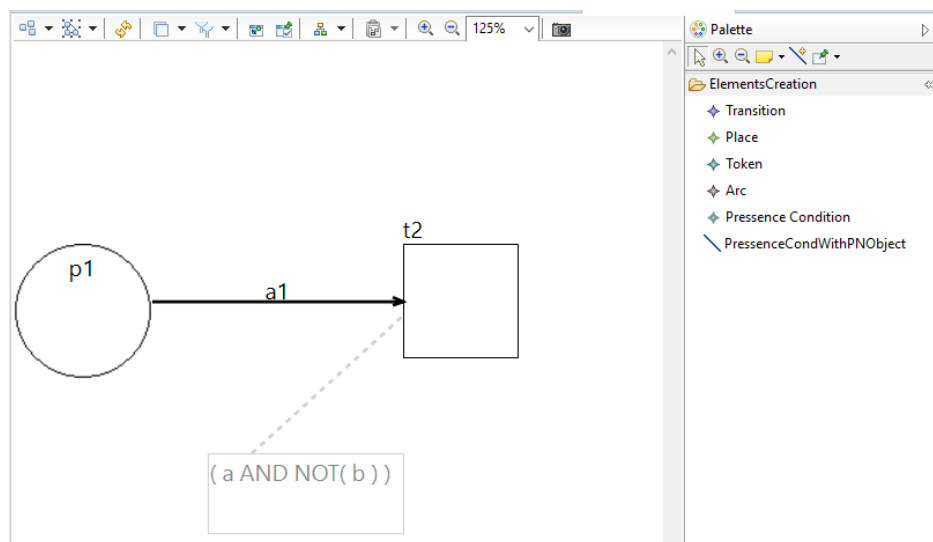 125%
Palette
ElementsCreation
Transition
Place
Token
Arc
Pressence Condition
PressenceCondWithPNObject
t2
p1
a1
( a AND NOT( b ) )